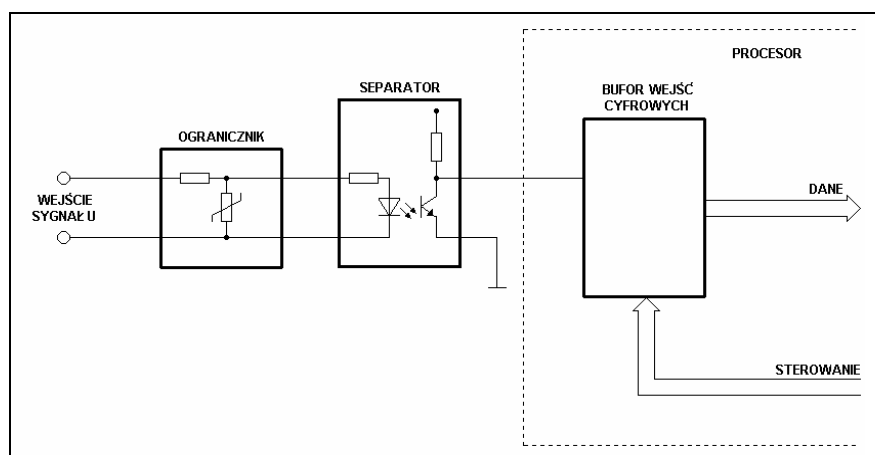 PROCESOR
SEPARATOR
BUFOR WEJŚĆ
CYFROWYCH
OGRANICZNIK
WEJŚCIE
SYGNAŁU
DANE
STEROWANIE